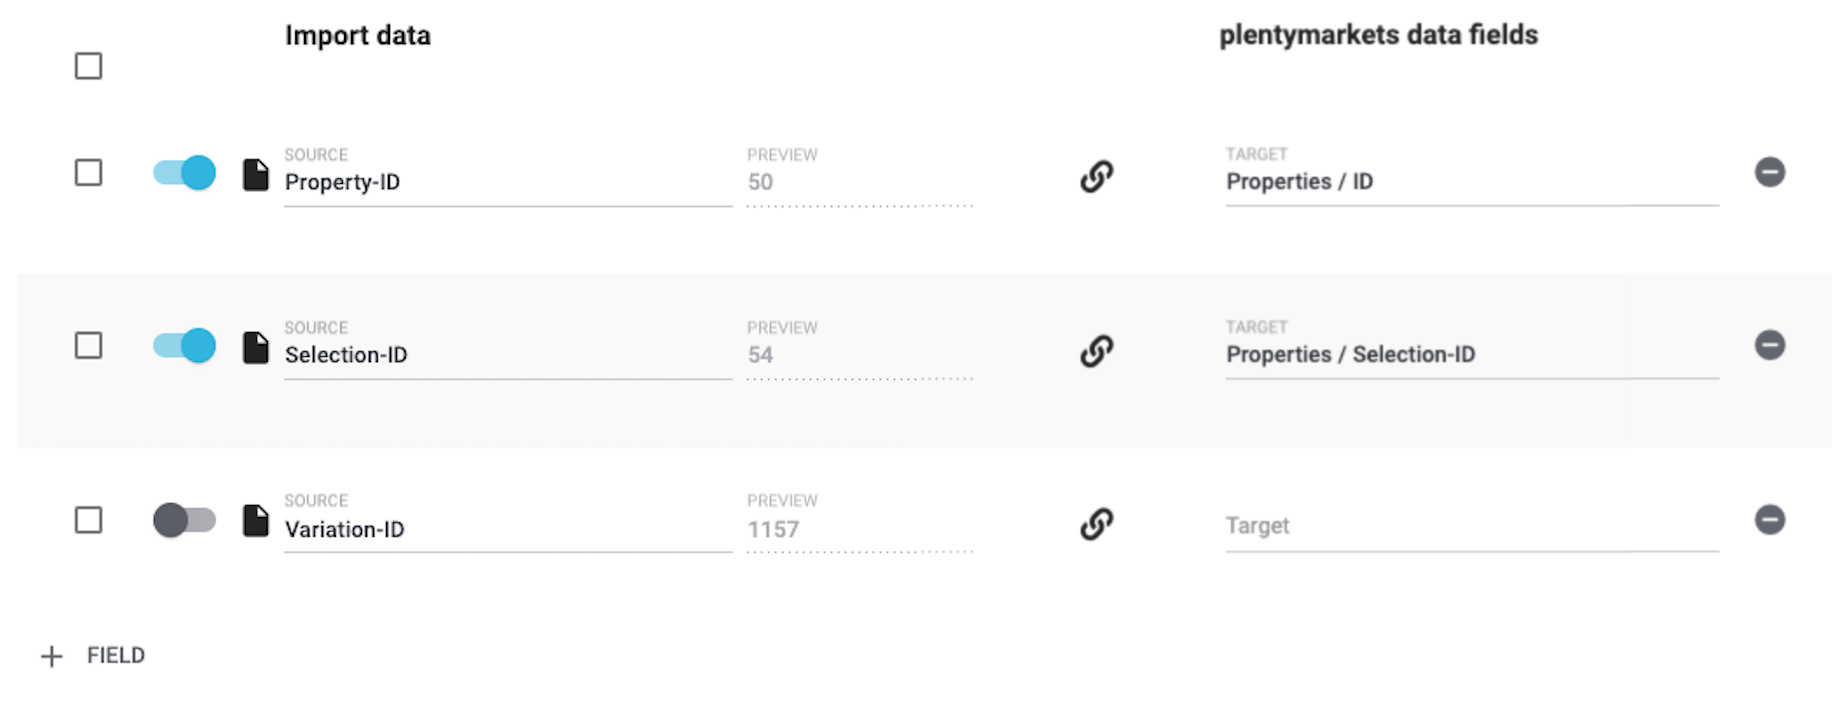 Import data
plentymarkets data fields
SOURCE
PREVIEW
TARGET
Property-ID
50
Properties / ID
SOURCE
PREVIEW
TARGET
Selection-ID
54
Properties / Selection-ID
SOURCE
PREVIEW
Variation-ID
1157
Target
FIELD